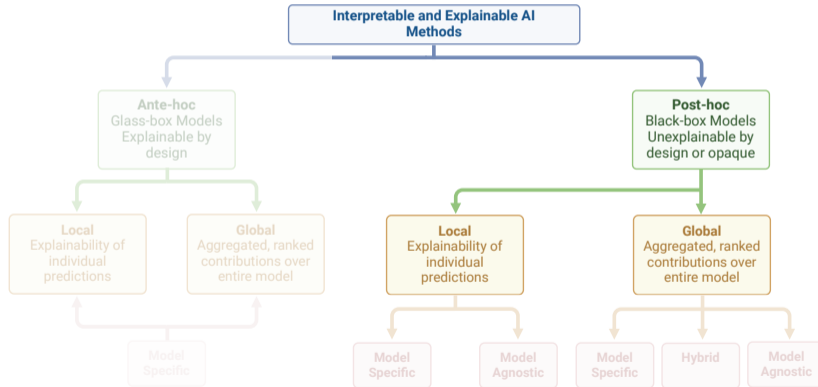 Interpretable and Explainable AI
Methods
Ante-hoc
Glass-box Models
Explainable by
design
Post-hoc
Black-box Models
Unexplainable by
design or opaque
Local
Explainability of
individual
predictions
Global
Aggregated, ranked
contributions over
entire model
Local
Explainability of
individual
predictions
Global
Aggregated, ranked
contributions over
entire model
Model
Specific
Model
Specific
Model
Agnostic
Model
Specific
Hybrid
Model
Agnostic